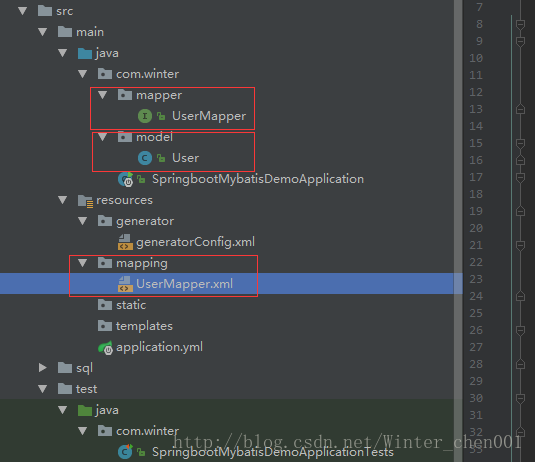 src
7
main
8
9
java
10
com.winter
11
mapper
12
UserMapper
13
model
14
15
User
16
SpringbootMybatisDemoApplication
17
resources
18
generator
19
20
generatorConfig.xml
21
mapping
22
UserMapper.xml
23
24
static
25
templates
26
application.yml
27
28
sql
29
test
30
java
31
com.winter
32
SpringbootMybatisDemoApplicationTests
33
http://blog.csdn.net/Winter_chen001